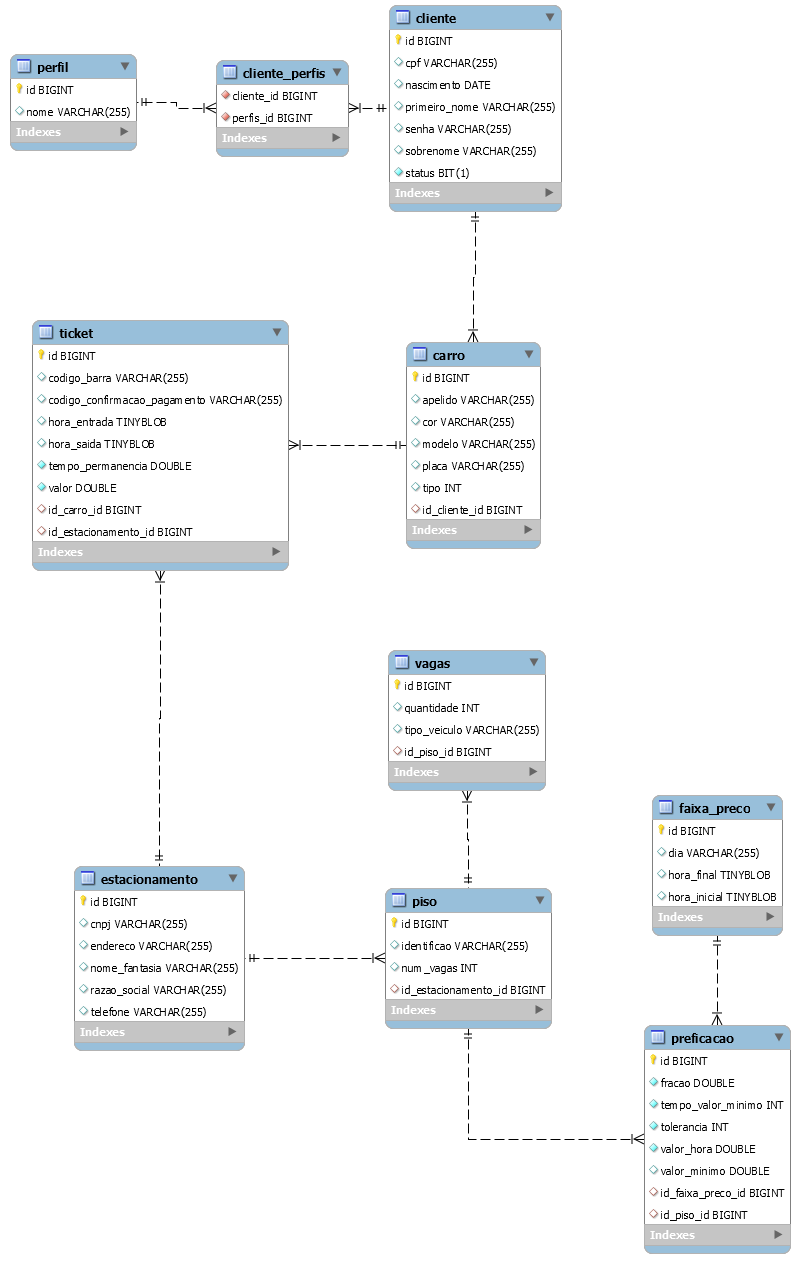 perfil
id BIGINT
nome VARCHAR(255)
Indexes
cliente_perfis
cliente_id BIGINT
perfis_id BIGINT
Indexes
cliente
id BIGINT
cpf VARCHAR(255)
nascimento DATE
primeiro_nome VARCHAR(255)
senha VARCHAR(255)
sobrenome VARCHAR(255)
status BIT(1)
Indexes
ticket
id BIGINT
codigo_barra VARCHAR(255)
codigo_confirmacao_pagamento VARCHAR(255)
hora_entrada TINYBLOB
hora_saida TINYBLOB
tempo_permanencia DOUBLE
valor DOUBLE
id_carro_id BIGINT
id_estacionamento_id BIGINT
Indexes
carro
id BIGINT
apelido VARCHAR(255)
cor VARCHAR(255)
modelo VARCHAR(255)
placa VARCHAR(255)
tipo INT
id_cliente_id BIGINT
Indexes
vagas
id BIGINT
quantidade INT
tipo_veiculo VARCHAR(255)
id_piso_id BIGINT
Indexes
estacionamento
id BIGINT
cnpj VARCHAR(255)
endereco VARCHAR(255)
nome_fantasia VARCHAR(255)
razao_social VARCHAR(255)
telefone VARCHAR(255)
Indexes
piso
id BIGINT
identificao VARCHAR(255)
num_vagas INT
id_estacionamento_id BIGINT
Indexes
faixa_preco
id BIGINT
dia VARCHAR(255)
hora_final TINYBLOB
hora_inicial TINYBLOB
Indexes
preficacao
id BIGINT
fracao DOUBLE
tempo_valor_minimo INT
tolerancia INT
valor_hora DOUBLE
valor_minimo DOUBLE
id_faixa_preco_id BIGINT
id_piso_id BIGINT
Indexes